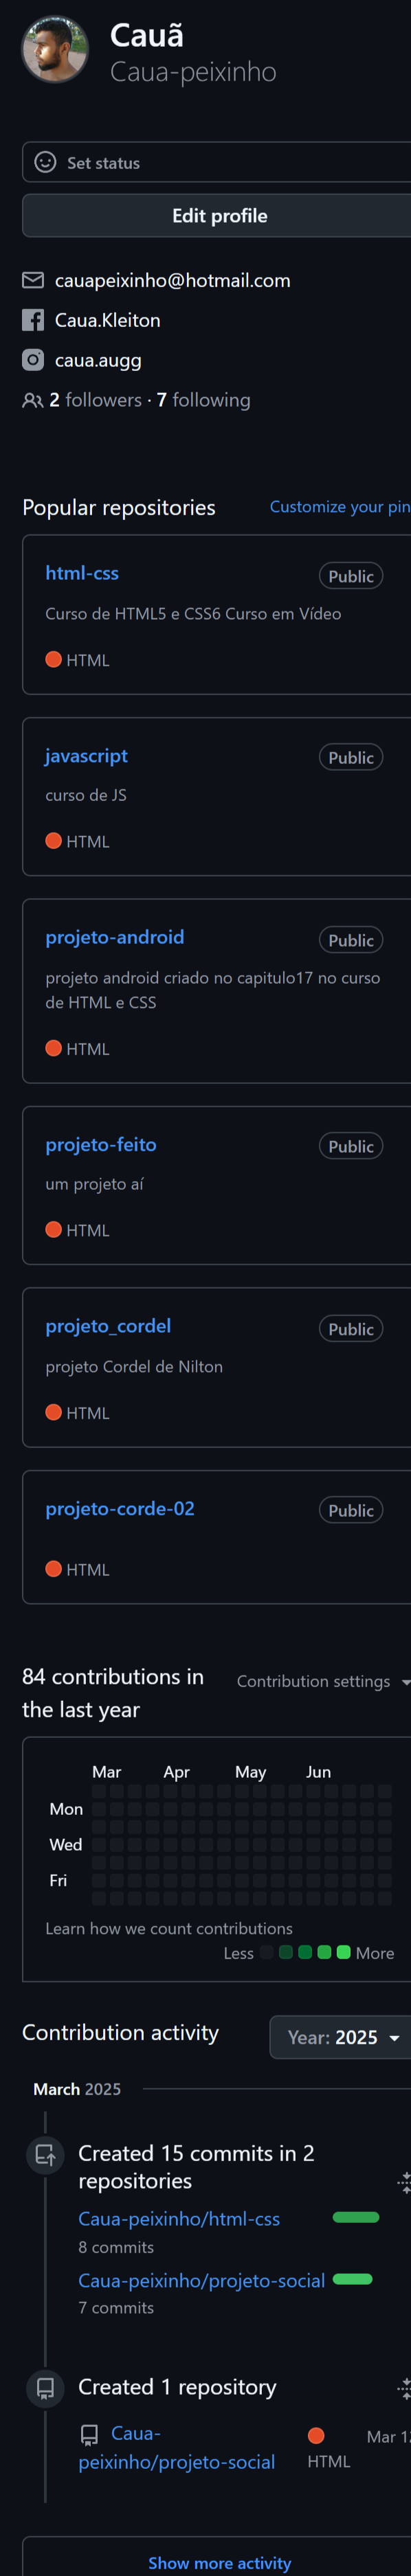 Cauã
Caua-peixinho
Set status
Edit profile
cauapeixinho@hotmail.com
Caua.Kleiton
caua.augg
2 followers · 7 following
Popular repositories
Customize your pin
html-css
Public
Curso de HTML5 e CSS6 Curso em Vídeo
HTML
javascript
Public
curso de JS
HTML
projeto-android
Public
projeto android criado no capitulo17 no curso
de HTML e CSS
HTML
projeto-feito
Public
um projeto aí
HTML
projeto_cordel
Public
projeto Cordel de Nilton
HTML
projeto-corde-02
Public
HTML
84 contributions in
the last year
Contribution settings
Mar Apr May Jun
Mon
Wed
Fri
Learn how we count contributions
Less More
Contribution activity
Year: 2025
March 2025
Created 15 commits in 2
repositories
Caua-peixinho/html-css
8 commits
Caua-peixinho/projeto-social
7 commits
Created 1 repository
Caua-
peixinho/projeto-social
HTML
Mar
Show more activity